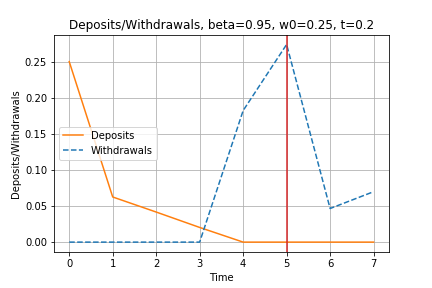 Deposits/Withdrawals, beta=0.95, w0=0.25, t=0.2
Deposits/Withdrawals
0.25
0.20
0.15
0.10
0.05
0.00
Deposits
Withdrawals
0 1 2 3 4 5 6 7
Time